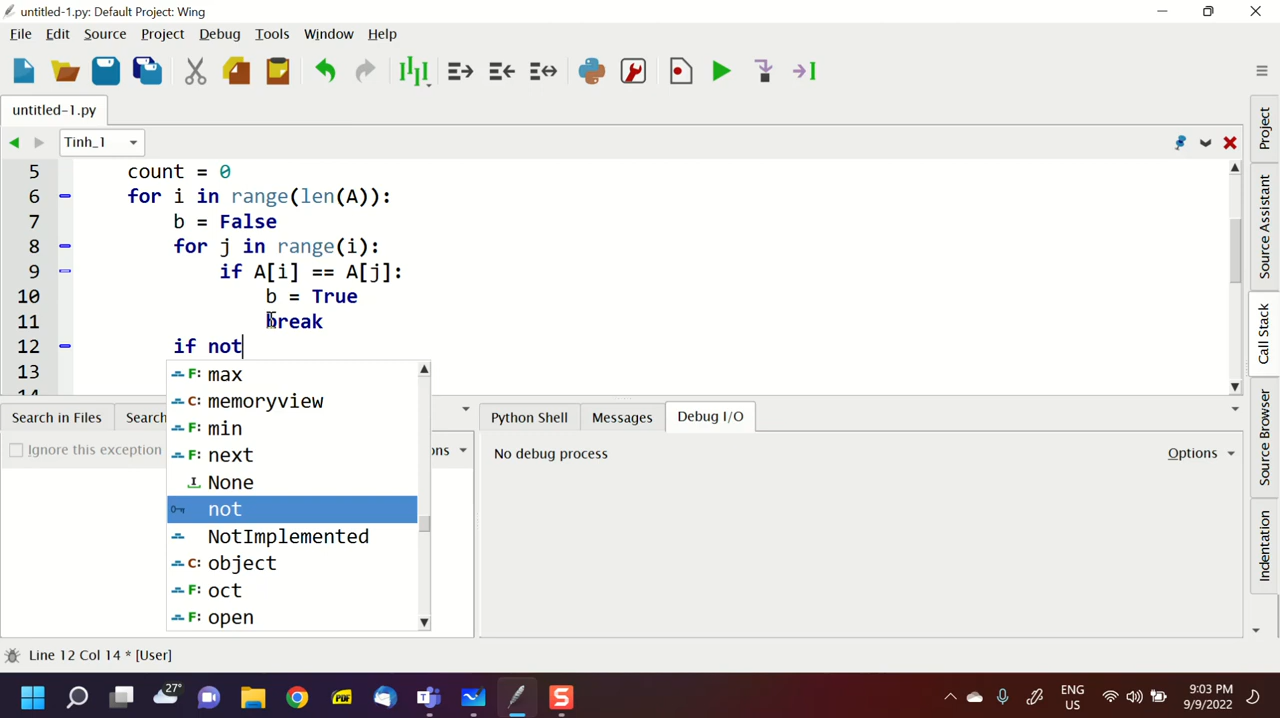 untitled-1.py: Default Project: Wing
File Edit Source Project Debug Tools Window Help
untitled-1.py
Tinh_1
5 count = 0
6 for i in range(len(A)):
7 b = False
8 for j in range(i):
9 if A[i] == A[j]:
10 b = True
11 break
12 if not
13
max
memoryview
min
next
None
not
NotImplemented
object
oct
open
Search in Files Search
Ignore this exception
Python Shell Messages Debug I/O
No debug process Options
Project
Source Assistant
Call Stack
Source Browser
Indentation
Line 12 Col 14 * [User]
27°
ENG
US
9:03 PM
9/9/2022